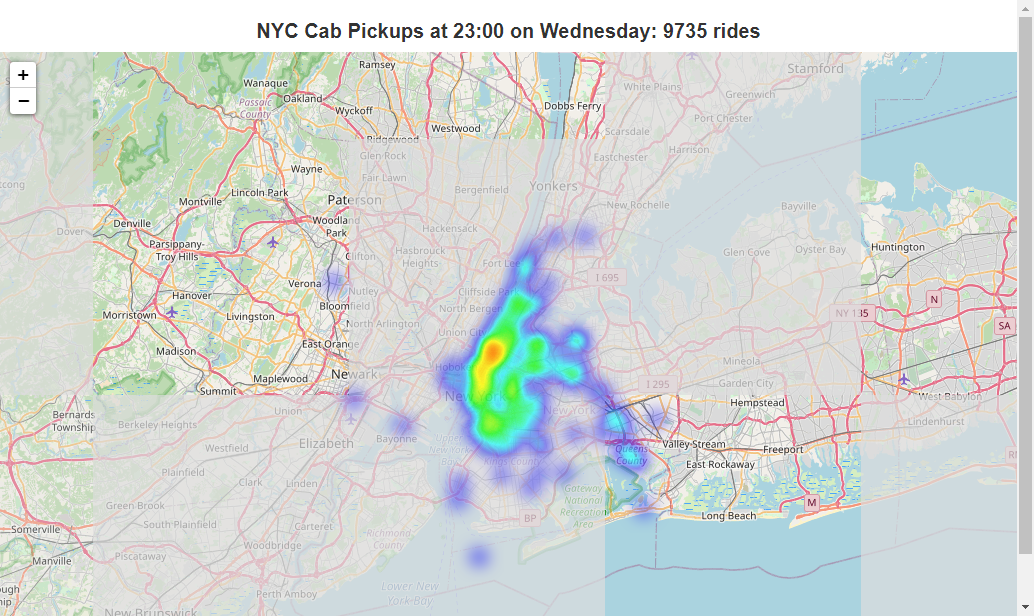 NYC Cab Pickups at 23:00 on Wednesday: 9735 rides
+
−
Ramsey
Stamford
Wanaque
White Plains
Greenwich
Oakland
Passaic
County
Wyckoff
Dobbs Ferry
Port Chester
Westwood
Scarsdale
Ridgewood
Glen Rock
Eastchester
Harrison
Wayne
Fair Lawn
Bergenfield
Yonkers
Lincoln Park
Montville
Paterson
New Rochelle
Bayville
Denville
Woodland
Park
Hackensack
Dover
Parsippany-
Troy Hills
Clifton
Hasbrouck
Heights
Fort Lee
Glen Cove
Oyster Bay
Huntington
I 695
Verona
Nutley
Cliffside Park
Hanover
Bloomfield
North Bergen
N
Morristown
Livingston
North Arlington
NY 135
SA
Union City
East Orange
Madison
Mineola
Hoboken
Newark
Maplewood
Summit
I 295
Garden City
New York
West Babylon
Hempstead
New York
Bernards
Township
Union
Lindenhurst
Berkeley Heights
Bayonne
Elizabeth
Valley Stream
Freeport
Westfield
Queens
County
Kings County
East Rockaway
Plainfield
Clark
Linden
Gateway
National
Recreation
Area
M
Green Brook
BP
Long Beach
South Plainfield
Carteret
Somerville
Richmond
County
Woodbridge
Piscataway
Manville
Lower New
York Bay
Perth Amboy
New Brunswick